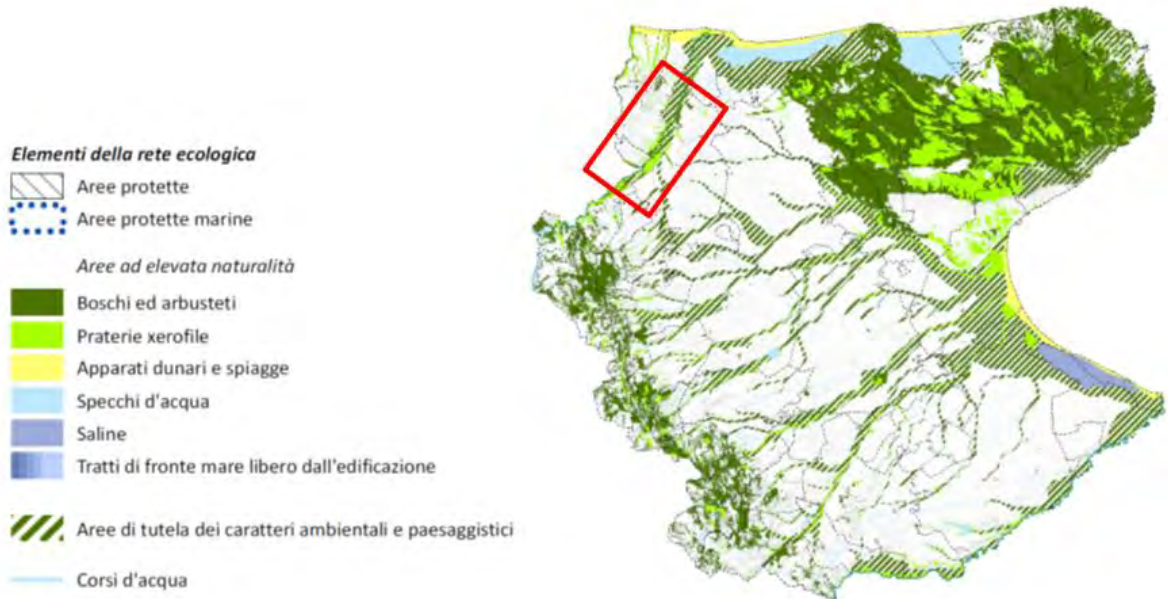 Elementi della rete ecologica
Aree protette
Aree protette marine
Aree ad elevata naturalità
Boschi ed arbusteti
Praterie xerofile
Apparati dunari e spiagge
Specchi d'acqua
Saline
Tratti di fronte mare libero dall'edificazione
Aree di tutela dei caratteri ambientali e paesaggistici
Corsi d'acqua